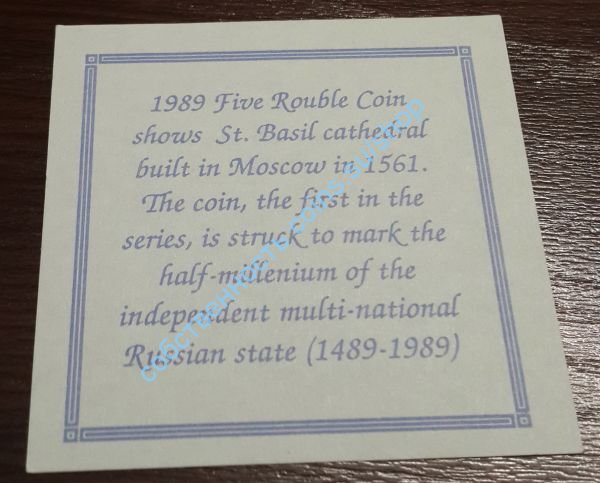 1989 Five Rouble Coin
shows St. Basil cathedral
built in Moscow in 1561.
The coin, the first in the
series, is struck to mark the
half-millenium of the
independent multi-national
Russian state (1489-1989)
собственность